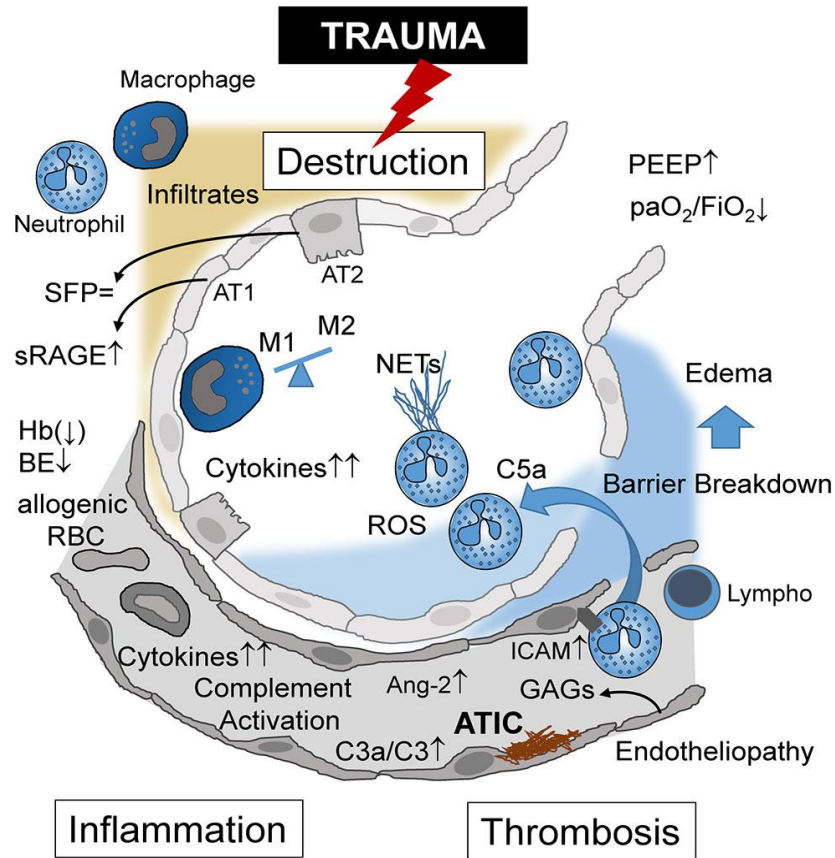 TRAUMA
Macrophage
Destruction
PEEP↑
paO₂/FiO₂↓
Infiltrates
Neutrophil
AT2
AT1
SFP=
sRAGE↑
M1
M2
NETs
Edema
Hb(↓)
BE↓
Cytokines↑↑
C5a
Barrier Breakdown
allogenic
RBC
ROS
Lympho
Cytokines↑↑
ICAM↑
Complement
Activation
Ang-2↑
GAGs
ATIC
C3a/C3↑
Endotheliopathy
Inflammation
Thrombosis